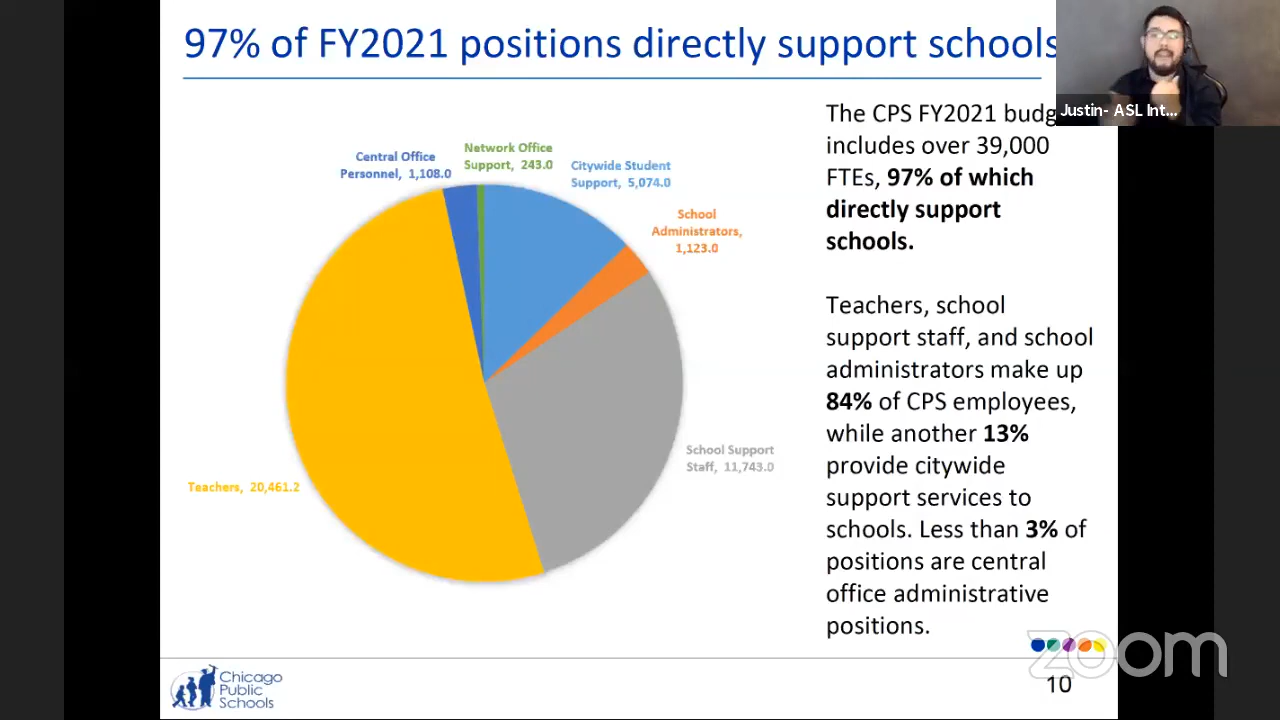 97% of FY2021 positions directly support schools
Justin- ASL Int...
The CPS FY2021 budg
includes over 39,000
FTEs, 97% of which
directly support
schools.
Teachers, school
support staff, and school
administrators make up
84% of CPS employees,
while another 13%
provide citywide
support services to
schools. Less than 3% of
positions are central
office administrative
positions.
Central Office
Personnel, 1,108.0
Network Office
Support, 243.0
Citywide Student
Support, 5,074.0
School
Administrators,
1,123.0
School Support
Staff, 11,743.0
Teachers, 20,461.2
Chicago
Public
Schools
zoom
10